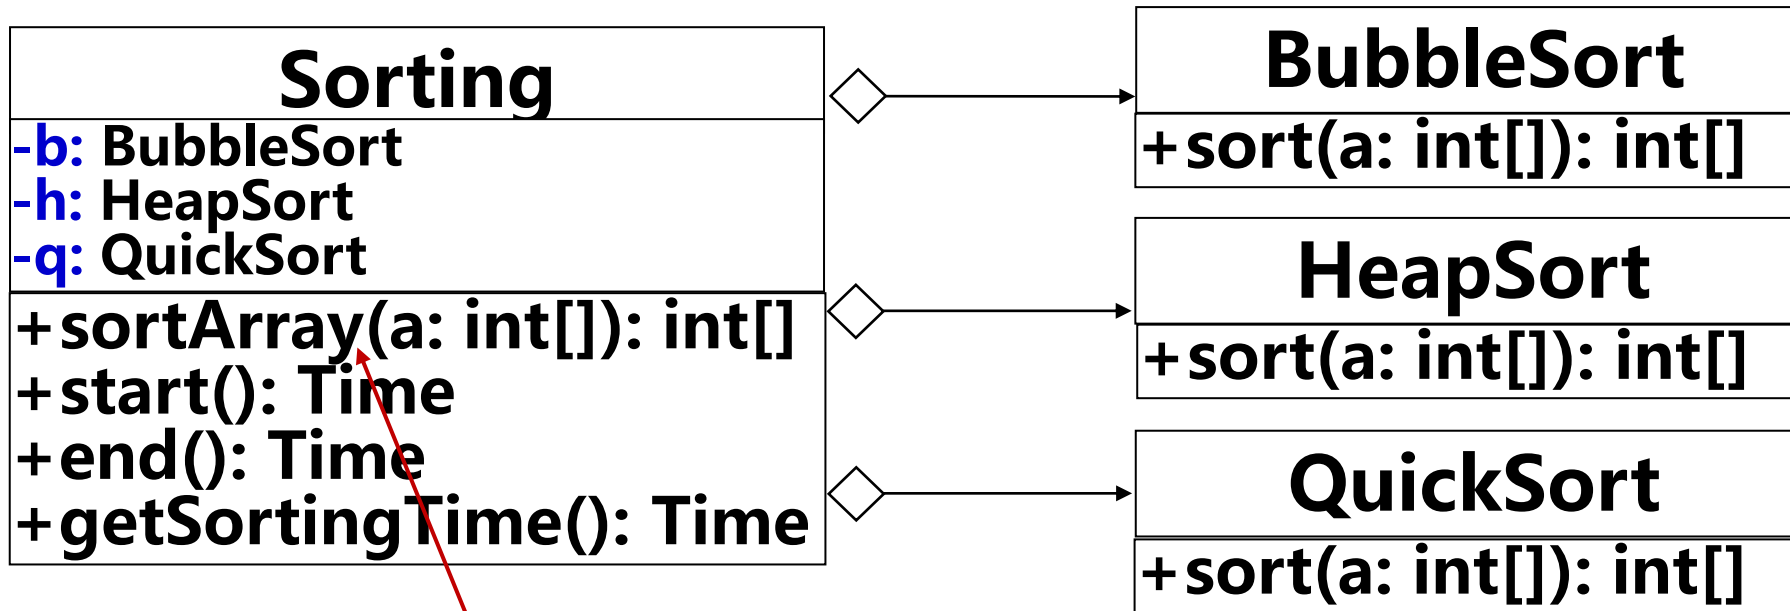 Sorting
-b: BubbleSort
-h: HeapSort
-q: QuickSort
+sortArray(a: int[]): int[]
+start(): Time
+end(): Time
+getSortingTime(): Time
BubbleSort
+sort(a: int[]): int[]
HeapSort
+sort(a: int[]): int[]
QuickSort
+sort(a: int[]): int[]